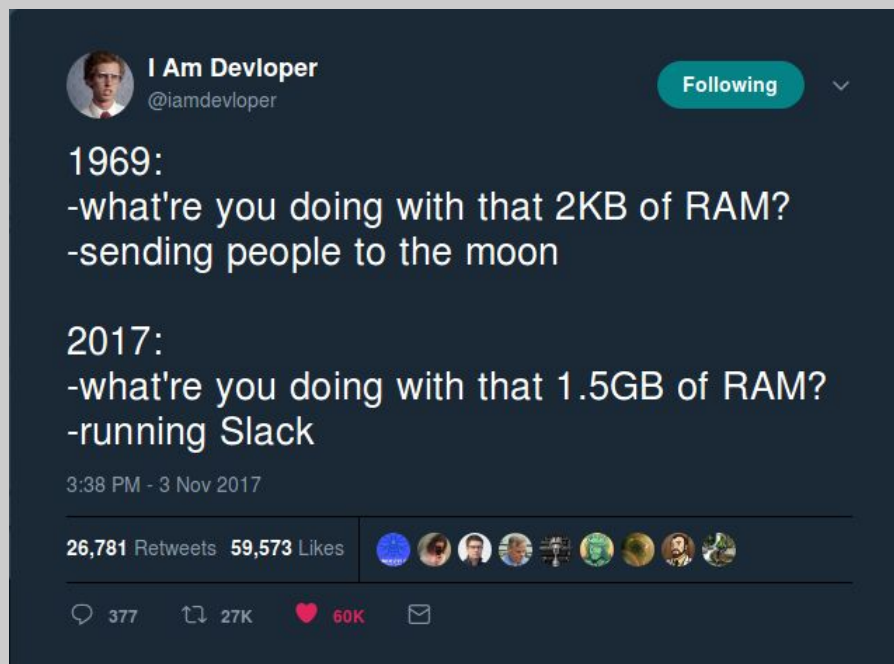 I Am Devloper
@iamdevloper
Following
1969:
-what're you doing with that 2KB of RAM?
-sending people to the moon
2017:
-what're you doing with that 1.5GB of RAM?
-running Slack
3:38 PM - 3 Nov 2017
26,781 Retweets 59,573 Likes
377 27K 60K